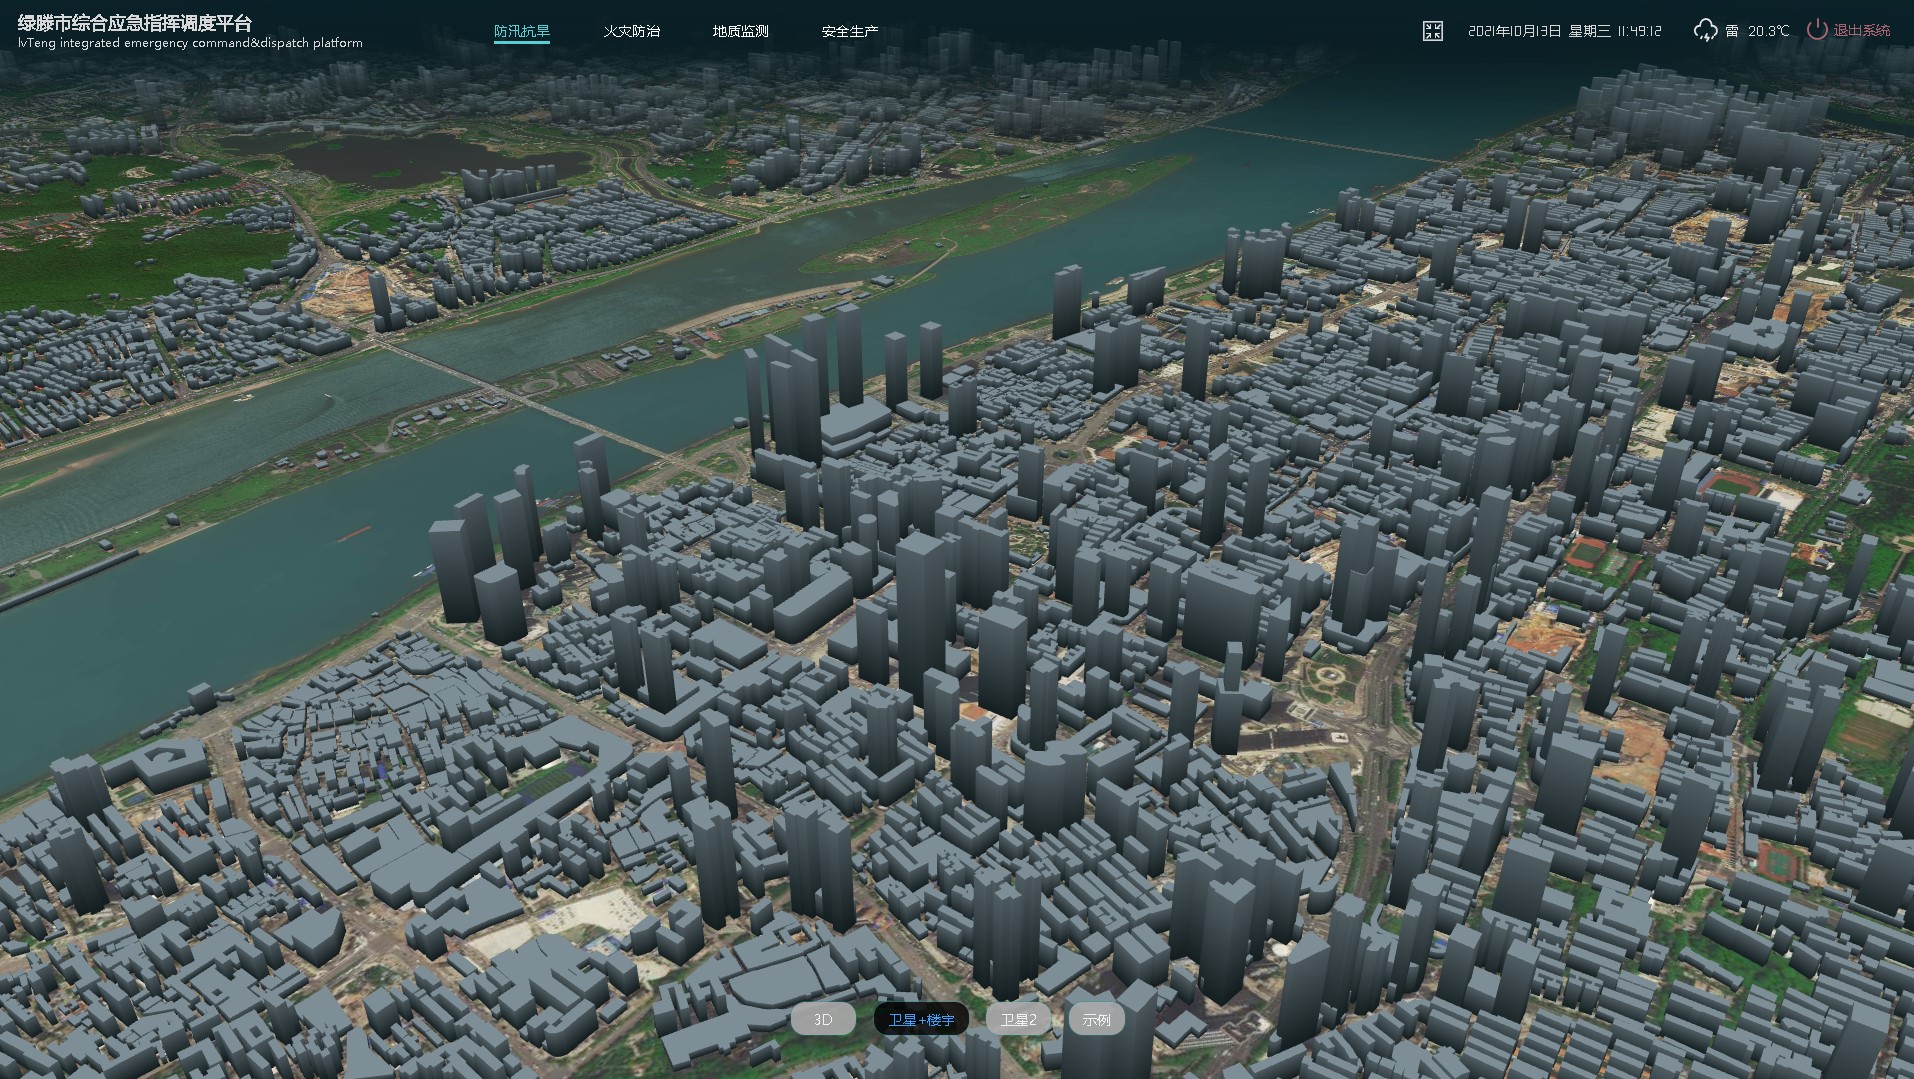 绿滕市综合应急指挥调度平台
lvTeng integrated emergency command&dispatch platform
防汛抗旱 火灾防治 地质监测 安全生产
2021年10月13日 星期三 11:49:12 雷 20.3℃ 退出系统
3D 卫星+楼宇 卫星2 示例